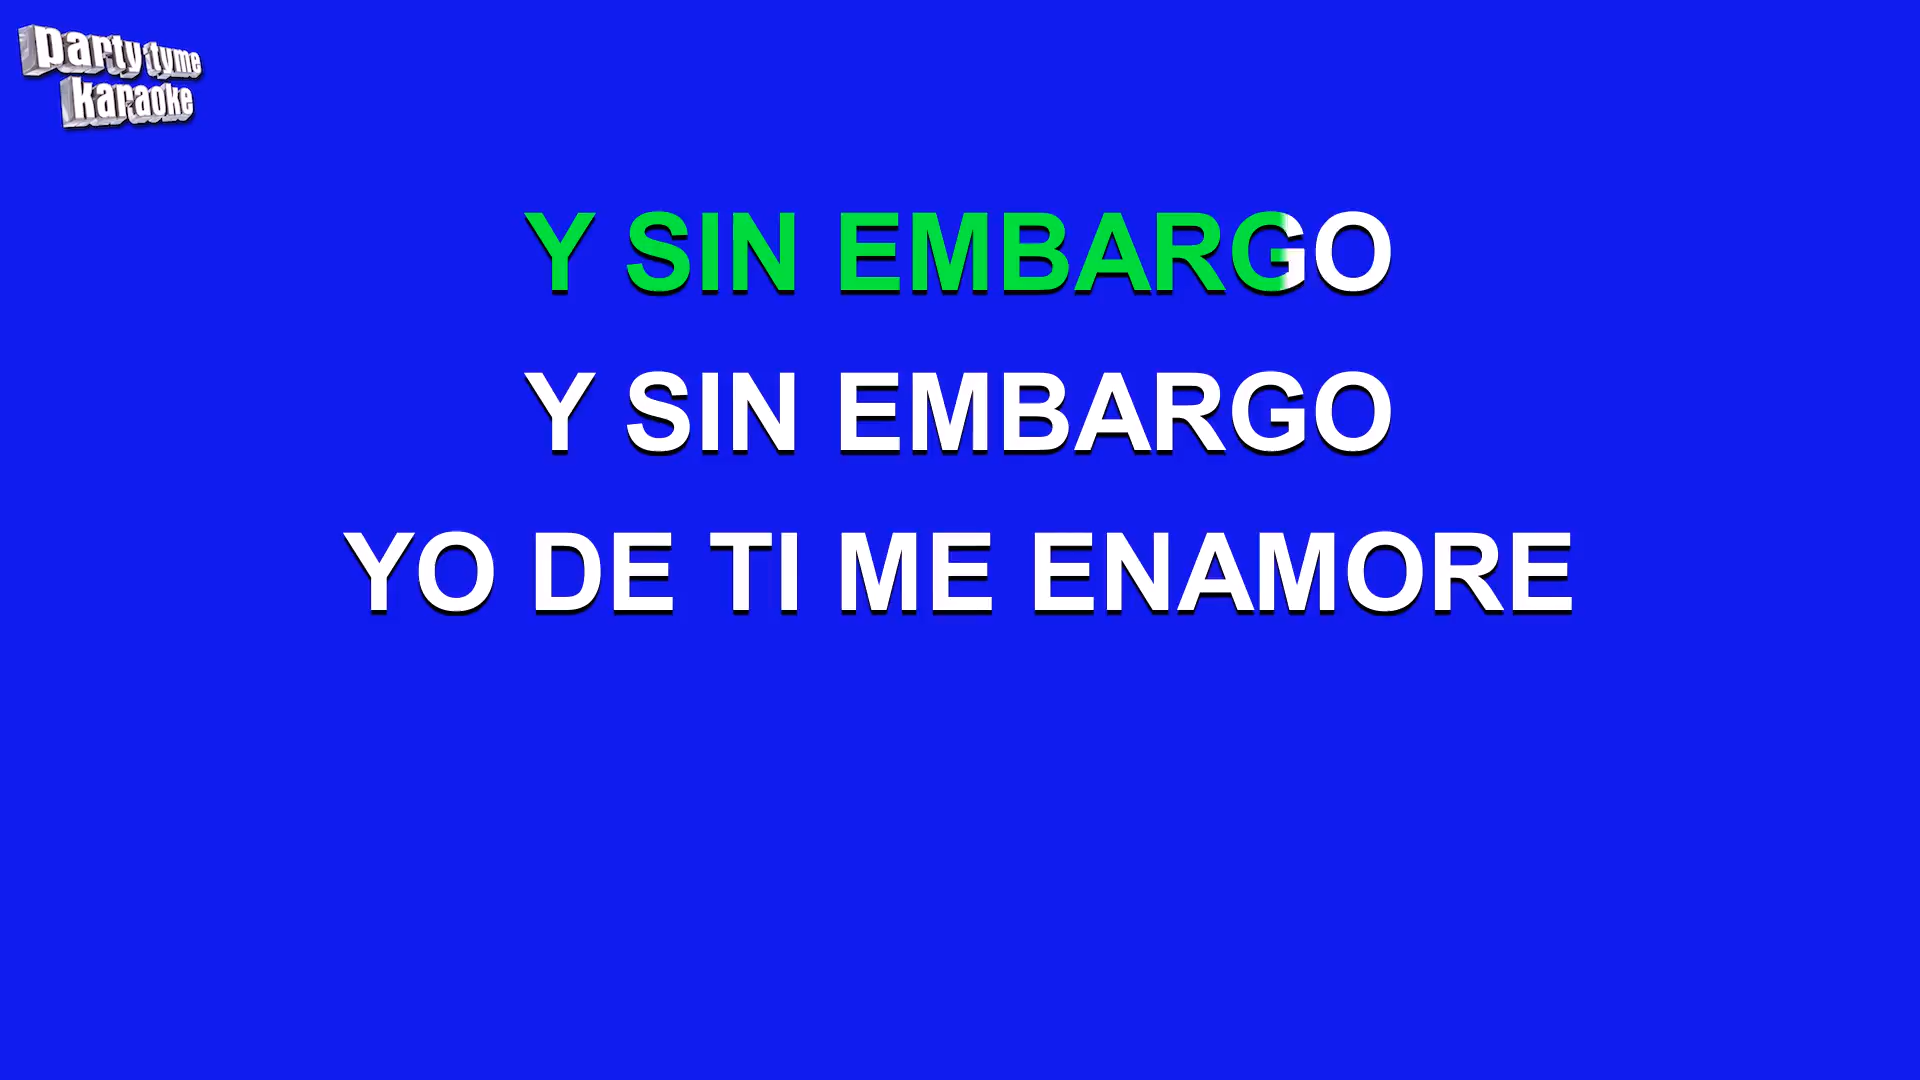 party tyme
karaoke
Y SIN EMBARGO
Y SIN EMBARGO
YO DE TI ME ENAMORE